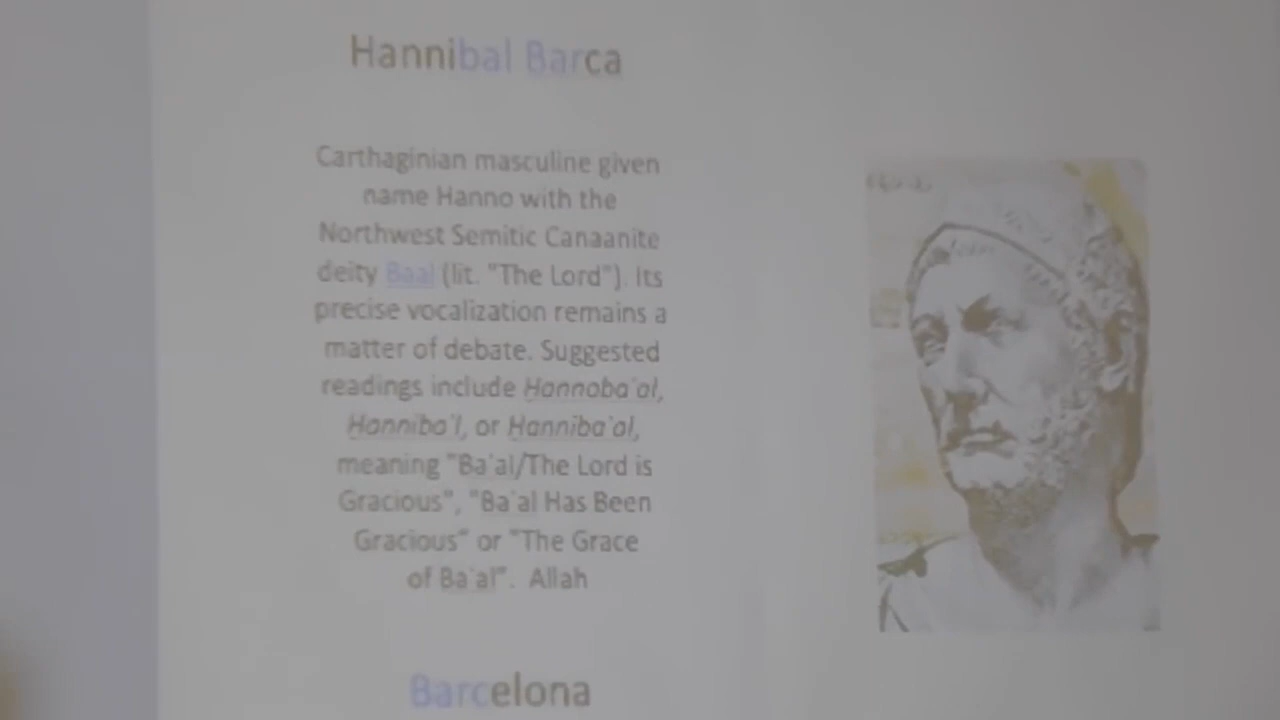 Hannibal Barca
Carthaginian masculine given
name Hanno with the
Northwest Semitic Canaanite
deity Baal (lit. "The Lord"). Its
precise vocalization remains a
matter of debate. Suggested
readings include Hannobaʿal,
Hannibaʿl, or Hannibaʿal,
meaning "Baʿal/The Lord is
Gracious", "Baʿal Has Been
Gracious" or "The Grace
of Baʿal". Allah
Barcelona